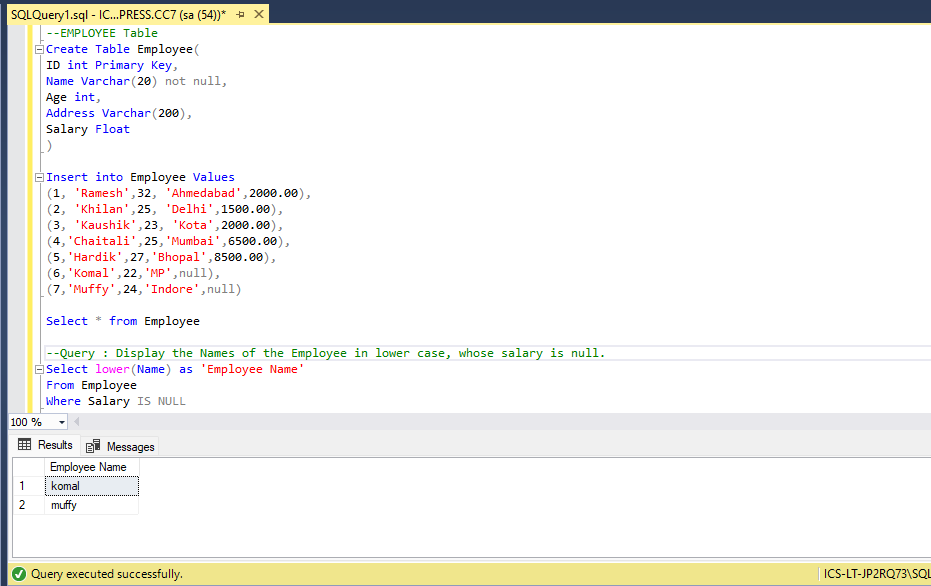 SQLQuery1.sql - IC...PRESS.CC7 (sa (54))*
--EMPLOYEE Table
Create Table Employee(
ID int Primary Key,
Name Varchar(20) not null,
Age int,
Address Varchar(200),
Salary Float
)
Insert into Employee Values
(1, 'Ramesh',32, 'Ahmedabad',2000.00),
(2, 'Khilan',25, 'Delhi',1500.00),
(3, 'Kaushik',23, 'Kota',2000.00),
(4,'Chaitali',25,'Mumbai',6500.00),
(5,'Hardik',27,'Bhopal',8500.00),
(6,'Komal',22,'MP',null),
(7,'Muffy',24,'Indore',null)
Select * from Employee
--Query : Display the Names of the Employee in lower case, whose salary is null.
Select lower(Name) as 'Employee Name'
From Employee
Where Salary IS NULL
100 %
Results Messages
Employee Name
1 komal
2 muffy
Query executed successfully. ICS-LT-JP2RQ73\SQL